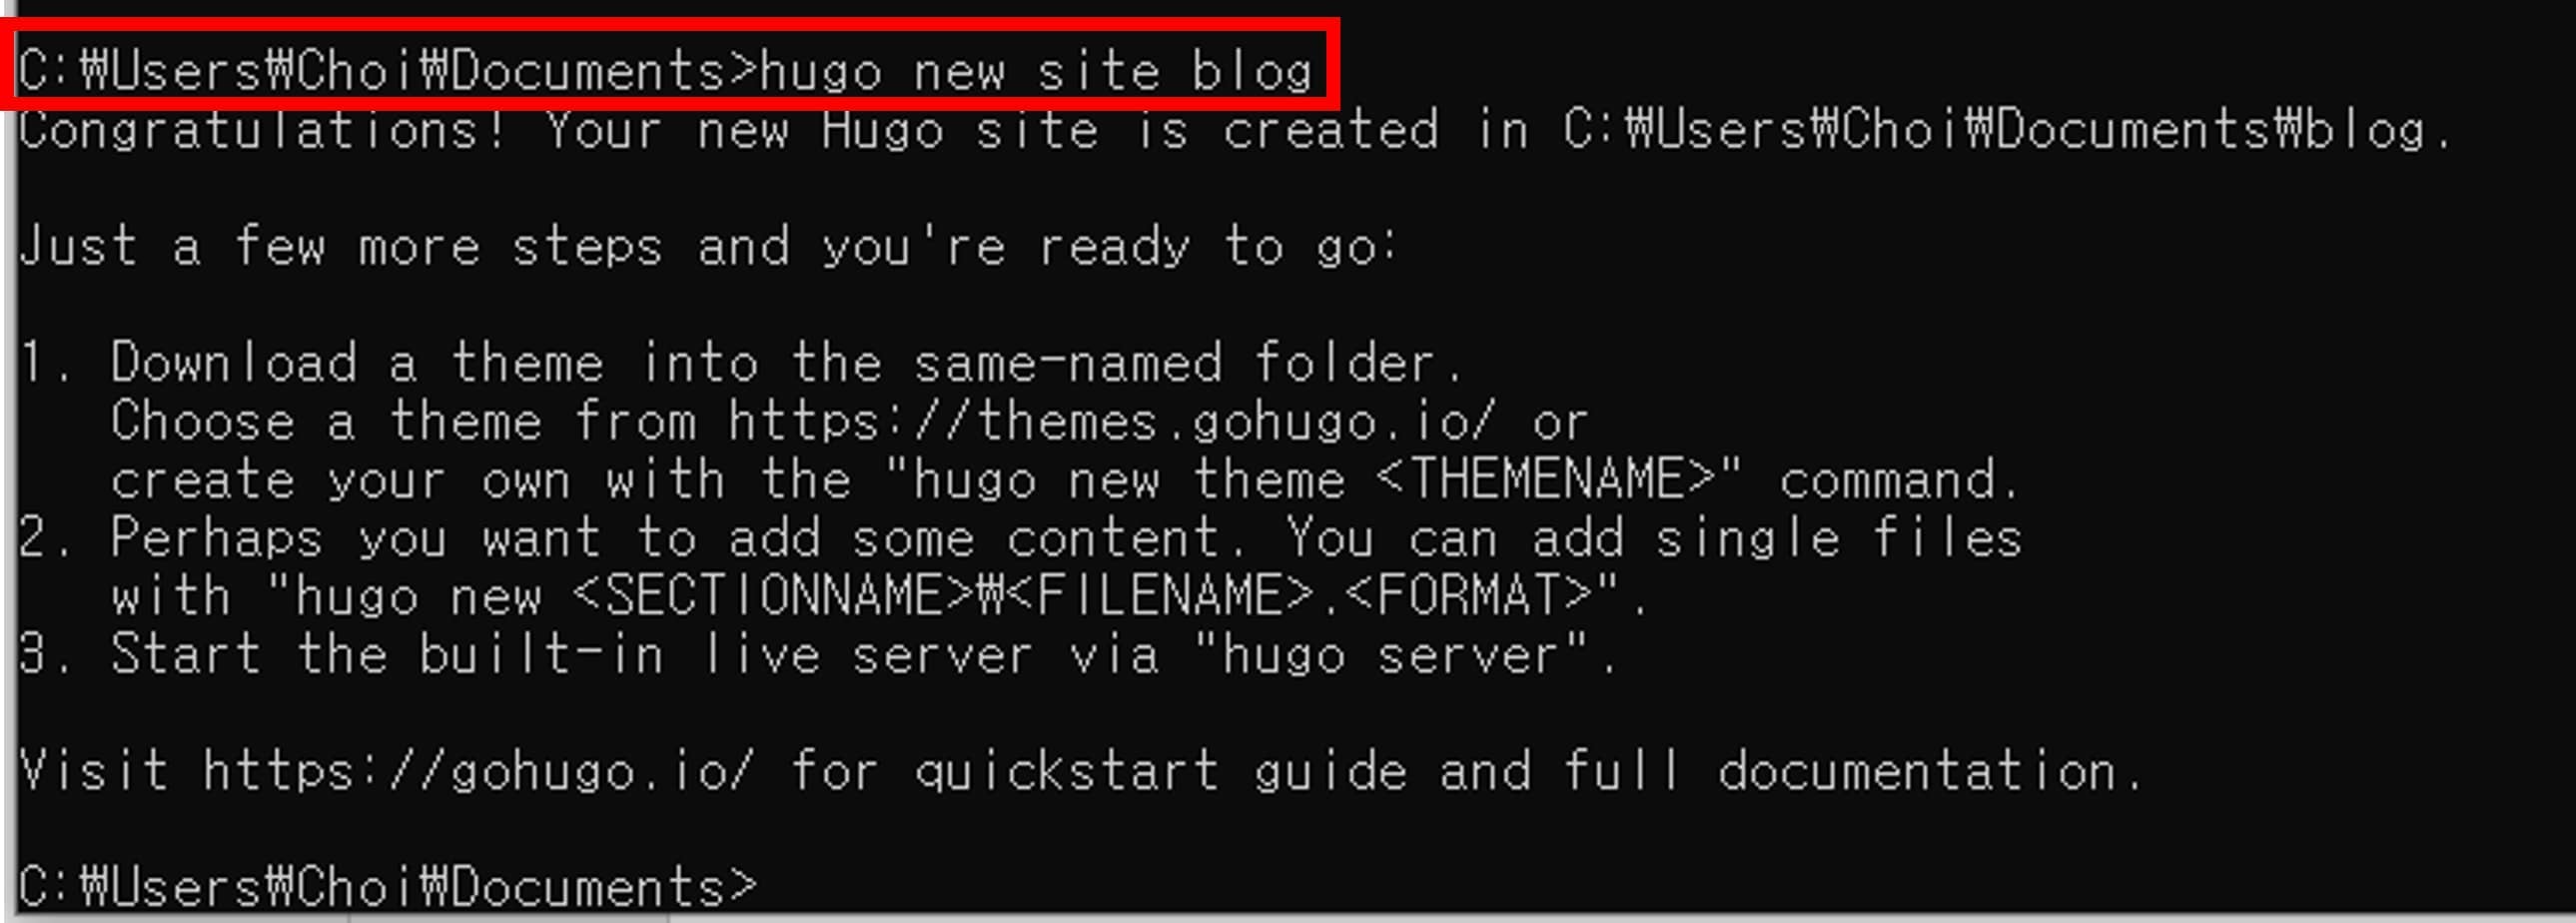 C:₩Users₩Choi₩Documents>hugo new site blog
Congratulations! Your new Hugo site is created in C:₩Users₩Choi₩Documents₩blog.
Just a few more steps and you're ready to go:
1. Download a theme into the same-named folder.
Choose a theme from https://themes.gohugo.io/ or
create your own with the "hugo new theme <THEMENAME>" command.
2. Perhaps you want to add some content. You can add single files
with "hugo new <SECTIONNAME>₩<FILENAME>.<FORMAT>".
3. Start the built-in live server via "hugo server".
Visit https://gohugo.io/ for quickstart guide and full documentation.
C:₩Users₩Choi₩Documents>